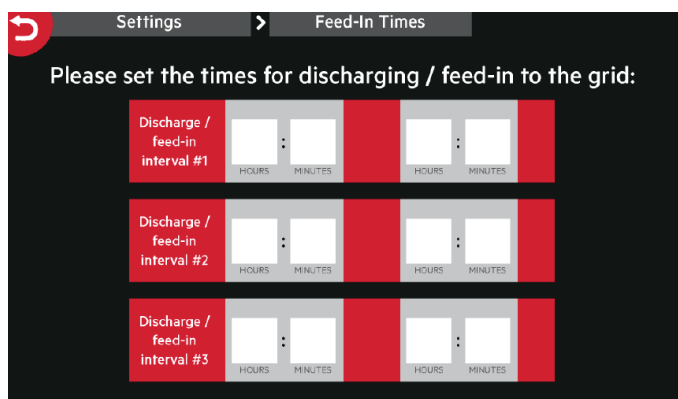 Settings > Feed-In Times
Please set the times for discharging / feed-in to the grid:
Discharge /
feed-in
interval #1
: :
HOURS MINUTES HOURS MINUTES
Discharge /
feed-in
interval #2
: :
HOURS MINUTES HOURS MINUTES
Discharge /
feed-in
interval #3
: :
HOURS MINUTES HOURS MINUTES